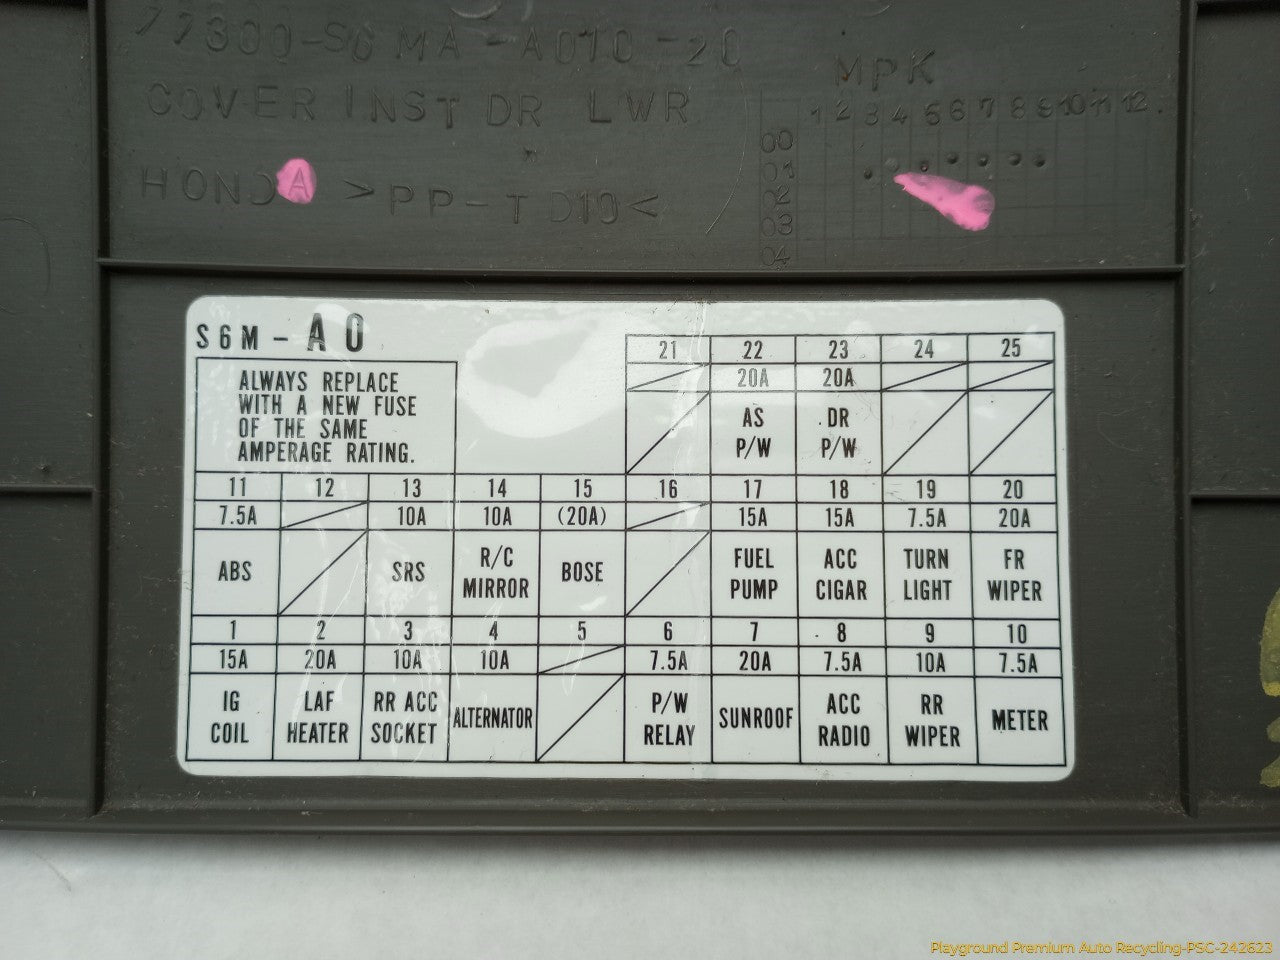 77300-S6MA-A010-20
MPK
COVER INST DR LWR
1 2 3 4 5 6 7 8 9 10 11 12
00
01
02
03
04
HONDA >PP-TD10<
S6M-A0
21 22 23 24 25
20A 20A
ALWAYS REPLACE
WITH A NEW FUSE
OF THE SAME
AMPERAGE RATING.
AS DR
P/W P/W
11 12 13 14 15 16 17 18 19 20
7.5A 10A 10A (20A) 15A 15A 7.5A 20A
ABS SRS R/C MIRROR BOSE FUEL PUMP ACC CIGAR TURN LIGHT FR WIPER
1 2 3 4 5 6 7 8 9 10
15A 20A 10A 10A 7.5A 20A 7.5A 10A 7.5A
IG COIL LAF HEATER RR ACC SOCKET ALTERNATOR P/W RELAY SUNROOF ACC RADIO RR WIPER METER
Playground Premium Auto Recycling-PSC-242623